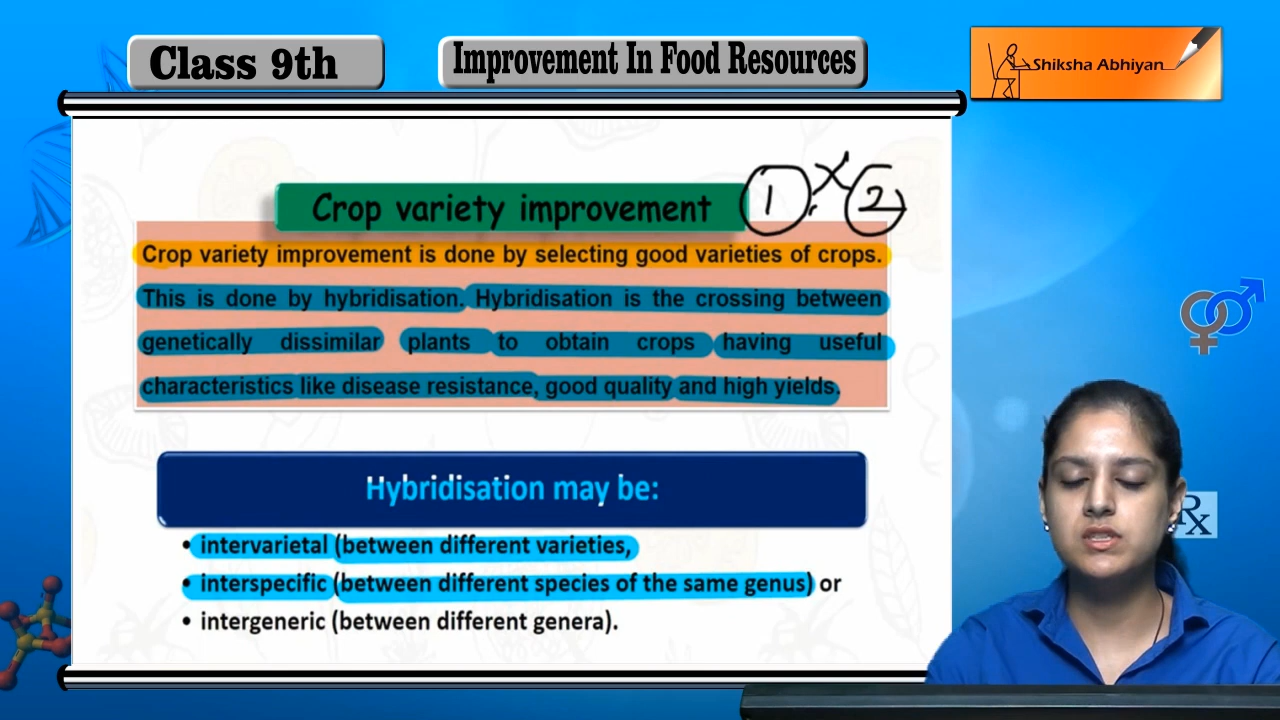 Class 9th
Improvement In Food Resources
Shiksha Abhiyan
Crop variety improvement
1 x 2
Crop variety improvement is done by selecting good varieties of crops.
This is done by hybridisation. Hybridisation is the crossing between
genetically dissimilar plants to obtain crops having useful
characteristics like disease resistance, good quality and high yields.
Hybridisation may be:
• intervarietal (between different varieties,
• interspecific (between different species of the same genus) or
• intergeneric (between different genera).
Rx